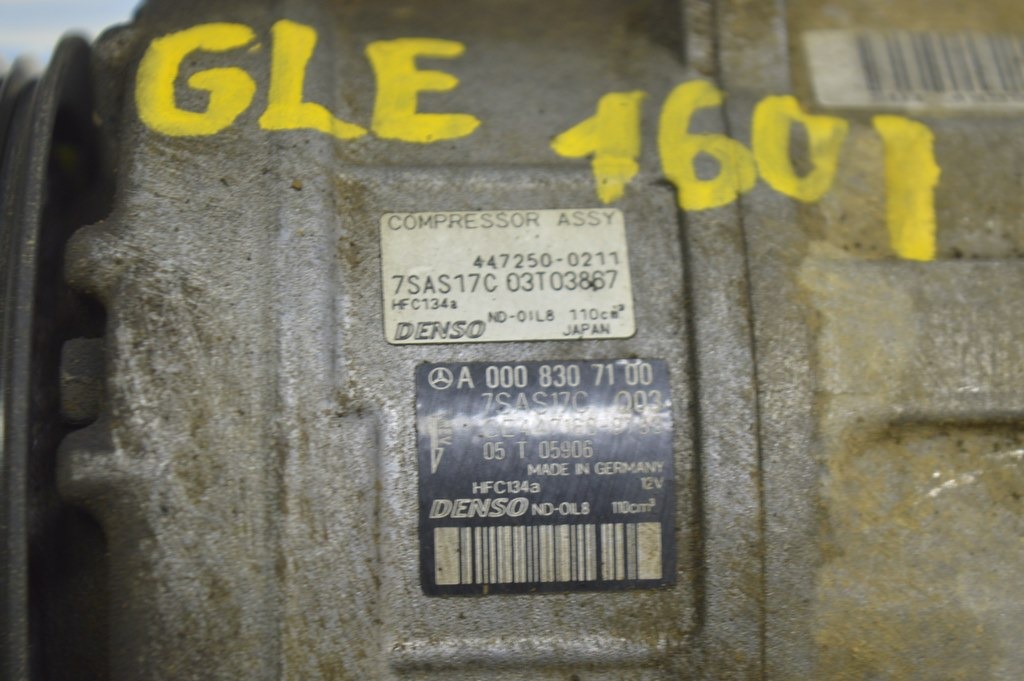 GLE 1601
COMPRESSOR ASSY
447250-0211
7SAS17C 03T03867
HFC134a
ND-OIL8 110cm³
DENSO JAPAN
A 000 830 71 00
7SAS17C 003
05 T 05906
MADE IN GERMANY
HFC134a 12V
DENSO ND-OIL8 110cm³